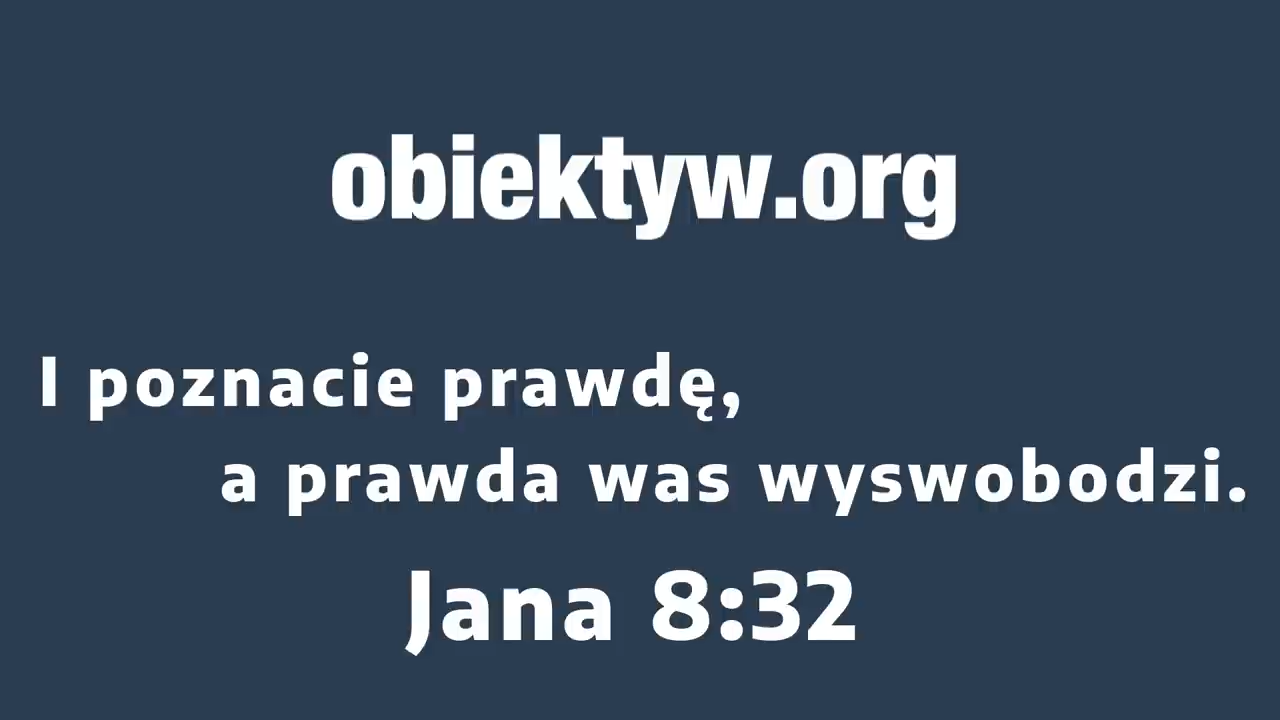 obiektyw.org
I poznacie prawdę,
a prawda was wyswobodzi.
Jana 8:32